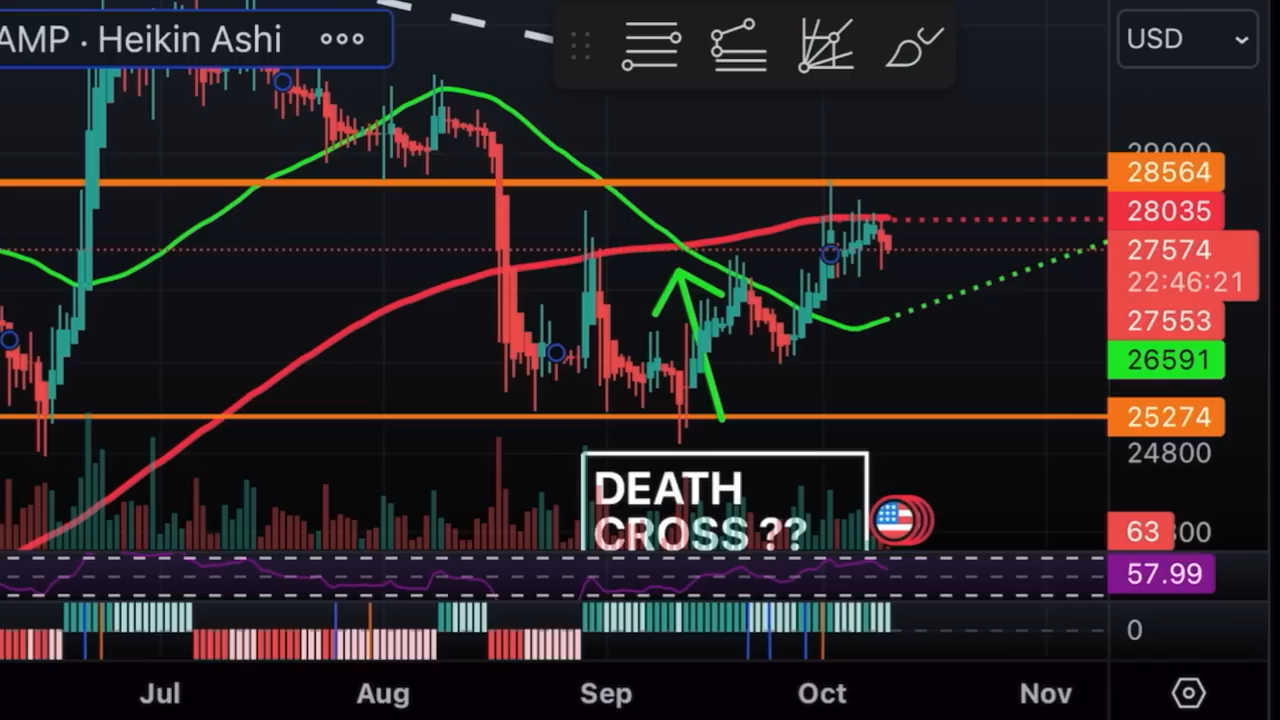 AMP · Heikin Ashi
USD
29000
28564
28035
27574
22:46:21
27553
26591
25274
24800
DEATH
CROSS ??
63
57.99
0
Jul Aug Sep Oct Nov